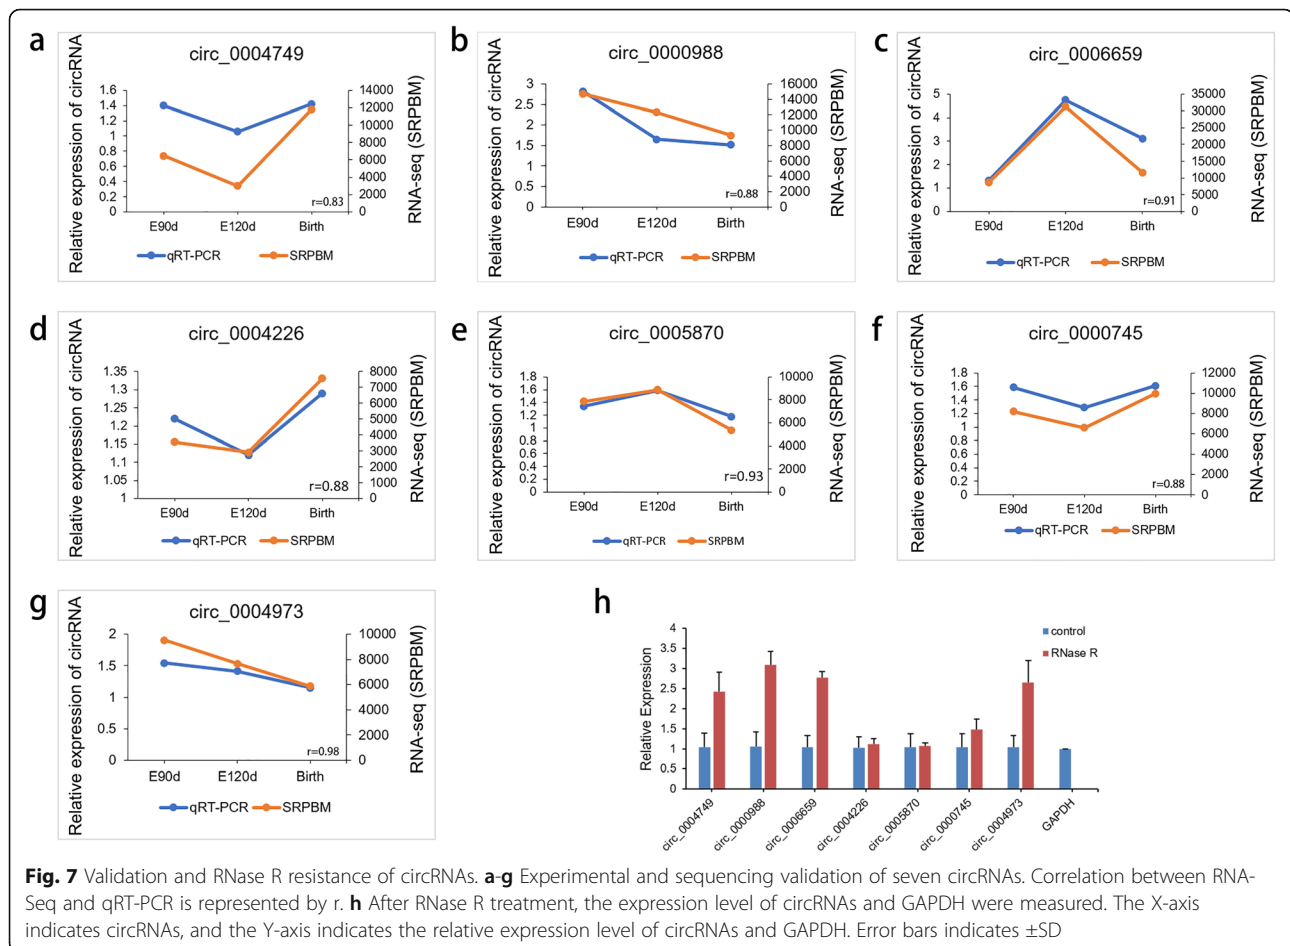 a
circ_0004749
Relative expression of circRNA
1.6
1.4
1.2
1
0.8
0.6
0.4
0.2
0
14000
12000
10000
8000
6000
4000
2000
0
RNA-seq (SRPBM)
r=0.83
E90d E120d Birth
qRT-PCR SRPBM
b
circ_0000988
Relative expression of circRNA
3
2.5
2
1.5
1
0.5
0
16000
14000
12000
10000
8000
6000
4000
2000
0
RNA-seq (SRPBM)
r=0.88
E90d E120d Birth
qRT-PCR SRPBM
c
circ_0006659
Relative expression of circRNA
5
4
3
2
1
0
35000
30000
25000
20000
15000
10000
50000
0
RNA-seq (SRPBM)
r=0.91
E90d E120d Birth
qRT-PCR SRPBM
d
circ_0004226
Relative expression of circRNA
1.35
1.3
1.25
1.2
1.15
1.1
1.05
1
8000
7000
6000
5000
4000
3000
2000
1000
0
RNA-seq (SRPBM)
r=0.88
E90d E120d Birth
qRT-PCR SRPBM
e
circ_0005870
Relative expression of circRNA
1.8
1.6
1.4
1.2
1
0.8
0.6
0.4
0.2
0
10000
8000
6000
4000
2000
0
RNA-seq (SRPBM)
r=0.93
E90d E120d Birth
qRT-PCR SRPBM
f
circ_0000745
Relative expression of circRNA
1.8
1.6
1.4
1.2
1
0.8
0.6
0.4
0.2
0
12000
10000
8000
6000
4000
2000
0
RNA-seq (SRPBM)
r=0.88
E90d E120d Birth
qRT-PCR SRPBM
g
circ_0004973
Relative expression of circRNA
2
1.5
1
0.5
0
10000
8000
6000
4000
2000
0
RNA-seq (SRPBM)
r=0.98
E90d E120d Birth
qRT-PCR SRPBM
h
Relative Expression
4
3.5
3
2.5
2
1.5
1
0.5
0
control
RNase R
circ_0004749
circ_0000988
circ_0006659
circ_0004226
circ_0005870
circ_0000745
circ_0004973
GAPDH
Fig. 7 Validation and RNase R resistance of circRNAs. a-g Experimental and sequencing validation of seven circRNAs. Correlation between RNA-
Seq and qRT-PCR is represented by r. h After RNase R treatment, the expression level of circRNAs and GAPDH were measured. The X-axis
indicates circRNAs, and the Y-axis indicates the relative expression level of circRNAs and GAPDH. Error bars indicates ±SD